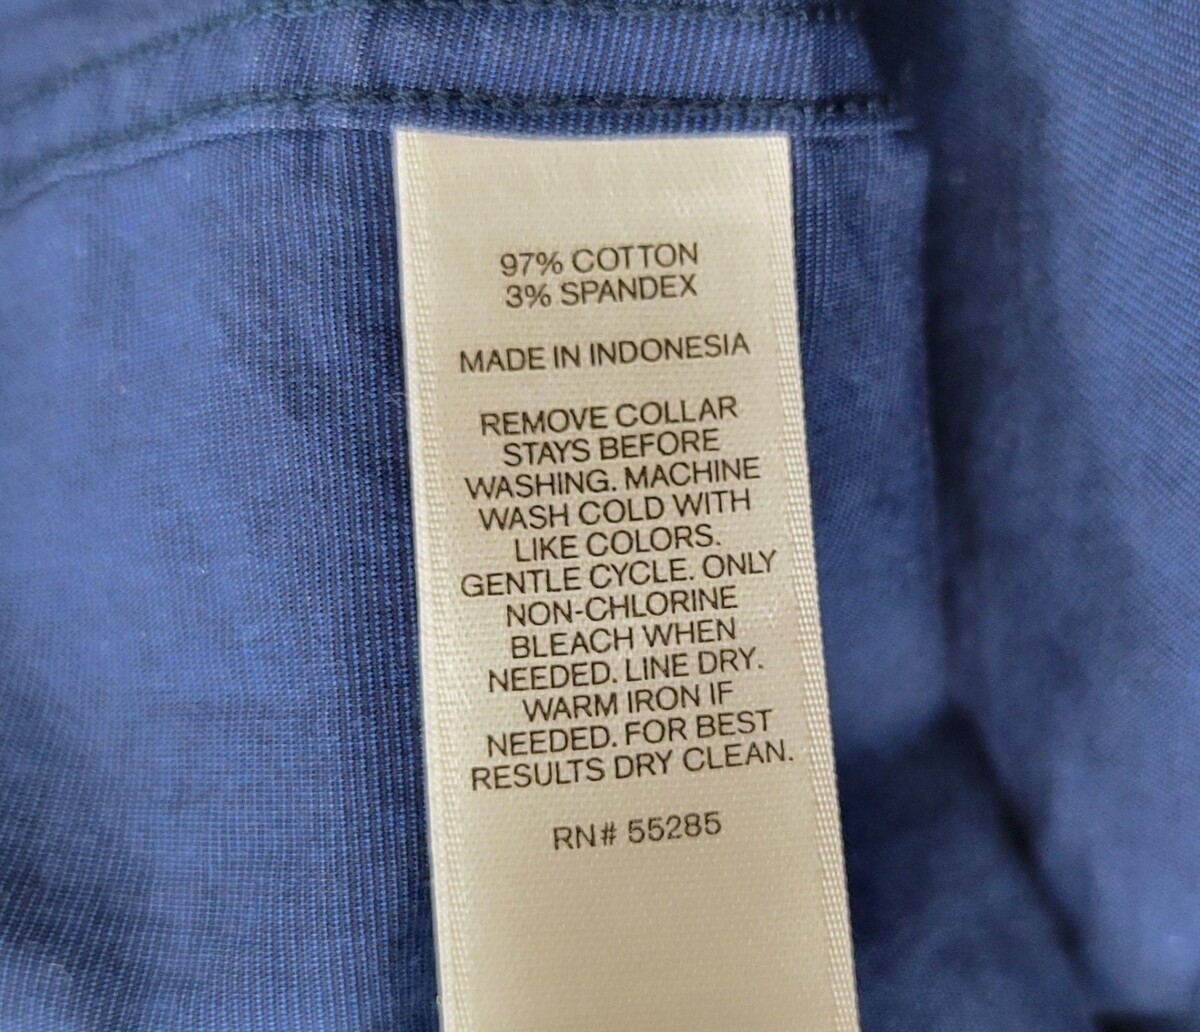 97% COTTON
3% SPANDEX
MADE IN INDONESIA
REMOVE COLLAR
STAYS BEFORE
WASHING. MACHINE
WASH COLD WITH
LIKE COLORS.
GENTLE CYCLE. ONLY
NON-CHLORINE
BLEACH WHEN
NEEDED. LINE DRY.
WARM IRON IF
NEEDED. FOR BEST
RESULTS DRY CLEAN.
RN# 55285